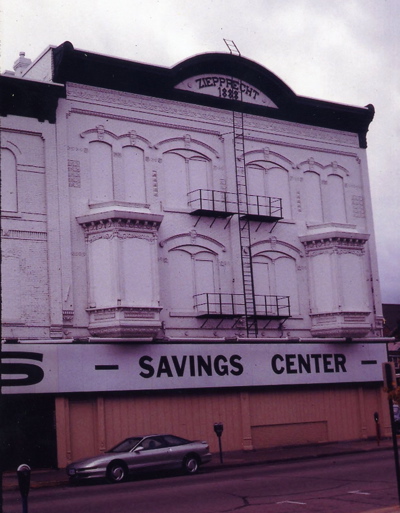 ZIEPPRECHT
1888
S — SAVINGS CENTER —